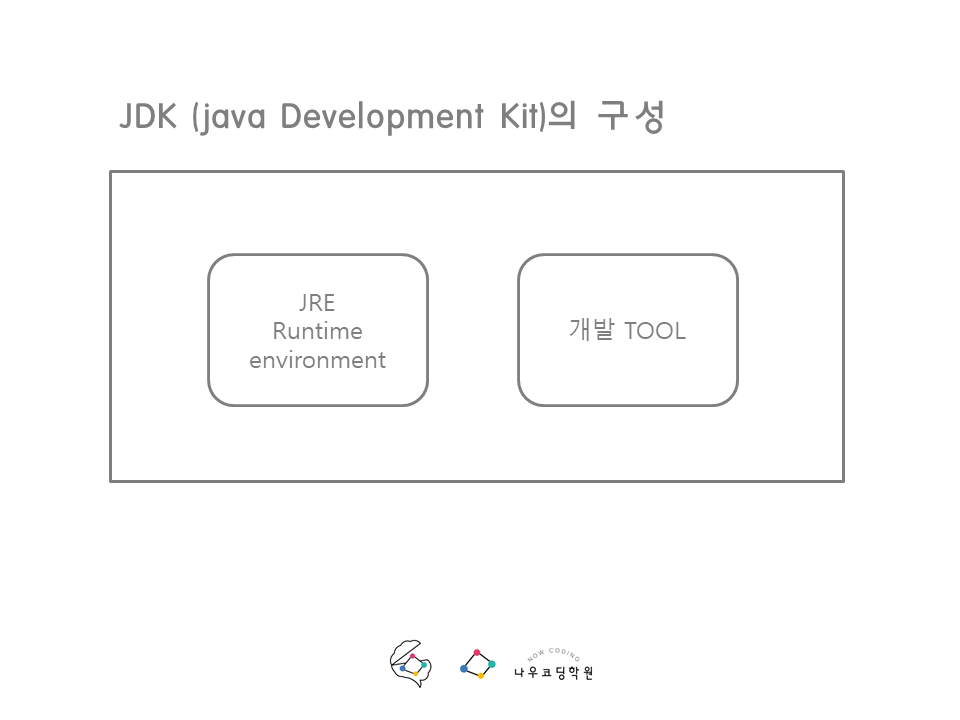 JDK (java Development Kit)의 구성
JRE
Runtime
environment
개발 TOOL
NOW CODING
나우코딩학원